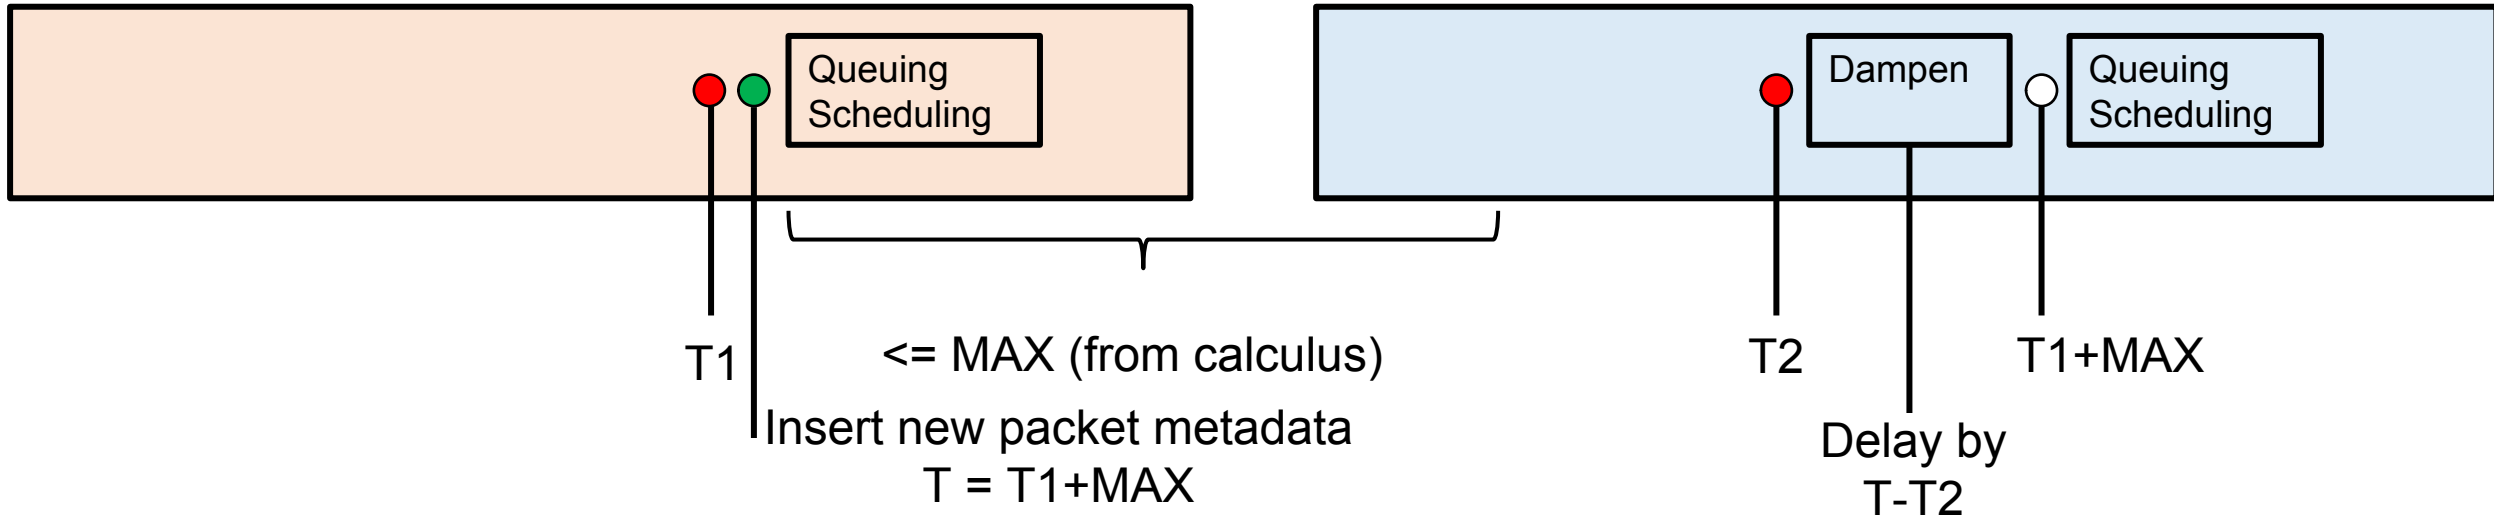 Queuing
Scheduling
Dampen
Queuing
Scheduling
T1
<= MAX (from calculus)
T2
T1+MAX
Insert new packet metadata
T = T1+MAX
Delay by
T-T2